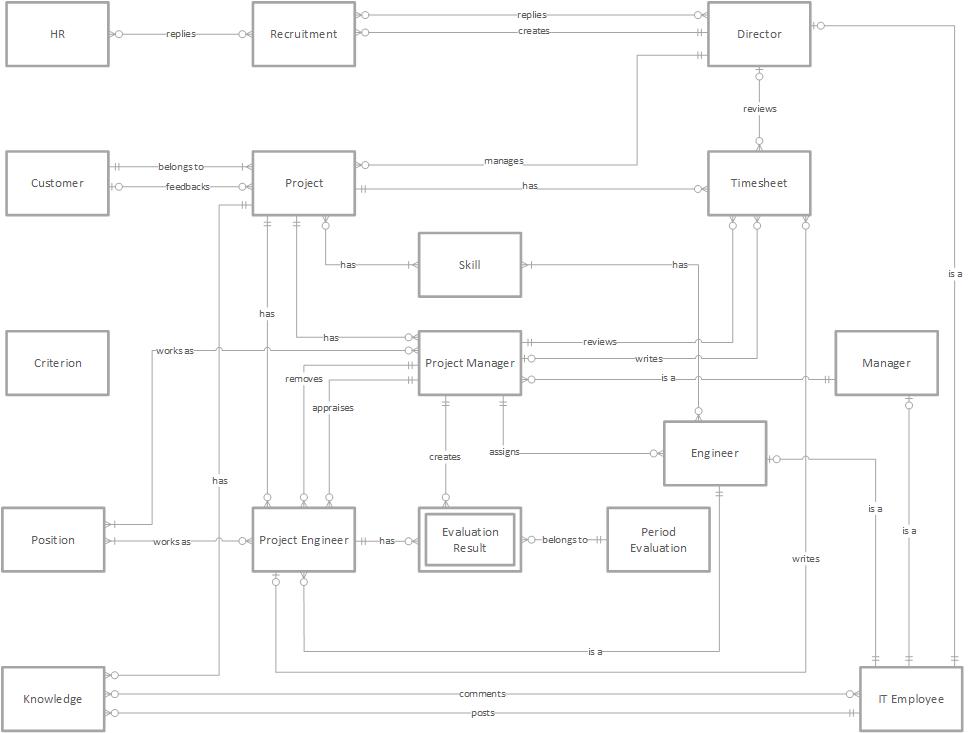 HR
replies
Recruitment
replies
creates
Director
reviews
manages
Customer
belongs to
feedbacks
Project
has
Timesheet
has
Skill
has
is a
has
has
reviews
Criterion
works as
Project Manager
writes
is a
Manager
removes
appraises
creates
assigns
Engineer
has
is a
is a
Position
works as
Project Engineer
has
Evaluation
Result
belongs to
Period
Evaluation
writes
is a
Knowledge
comments
posts
IT Employee